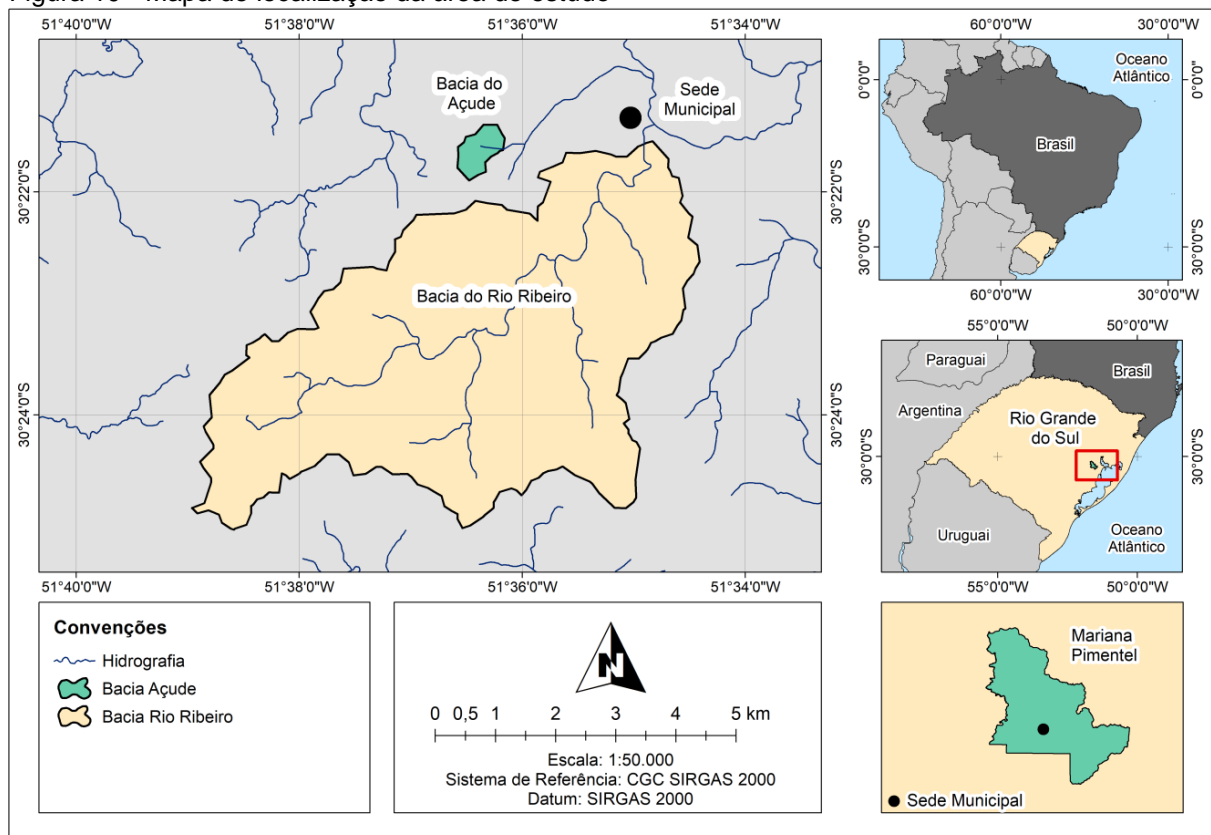 Figura 10 - Mapa de localização da área de estudo
51°40'0"W
51°38'0"W
51°36'0"W
51°34'0"W
30°22'0"S
30°24'0"S
30°22'0"S
30°24'0"S
Bacia do
Açude
Sede
Municipal
Bacia do Rio Ribeiro
51°40'0"W
51°38'0"W
51°36'0"W
51°34'0"W
60°0'0"W
30°0'0"W
0°0'0"
30°0'0"S
0°0'0"
30°0'0"S
Oceano
Atlântico
Brasil
60°0'0"W
30°0'0"W
55°0'0"W
50°0'0"W
30°0'0"S
30°0'0"S
Paraguai
Brasil
Argentina
Rio Grande
do Sul
Uruguai
Oceano
Atlântico
55°0'0"W
50°0'0"W
Convenções
Hidrografia
Bacia Açude
Bacia Rio Ribeiro
N
0 0,5 1 2 3 4 5 km
Escala: 1:50.000
Sistema de Referência: CGC SIRGAS 2000
Datum: SIRGAS 2000
Mariana
Pimentel
Sede Municipal